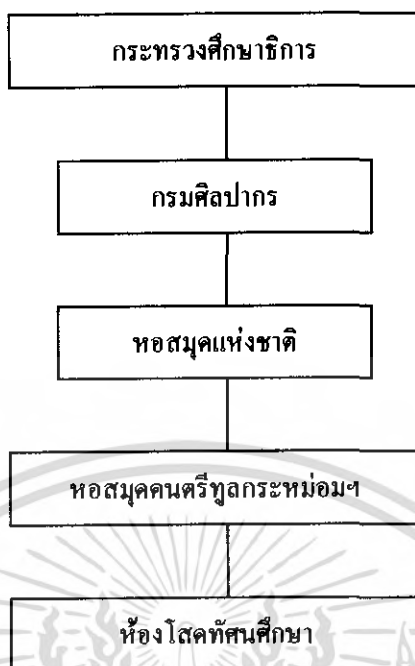 กระทรวงศึกษาธิการ
กรมศิลปากร
หอสมุดแห่งชาติ
หอสมุดดนตรีทูลกระหม่อมฯ
ห้องโสตทัศนศึกษา